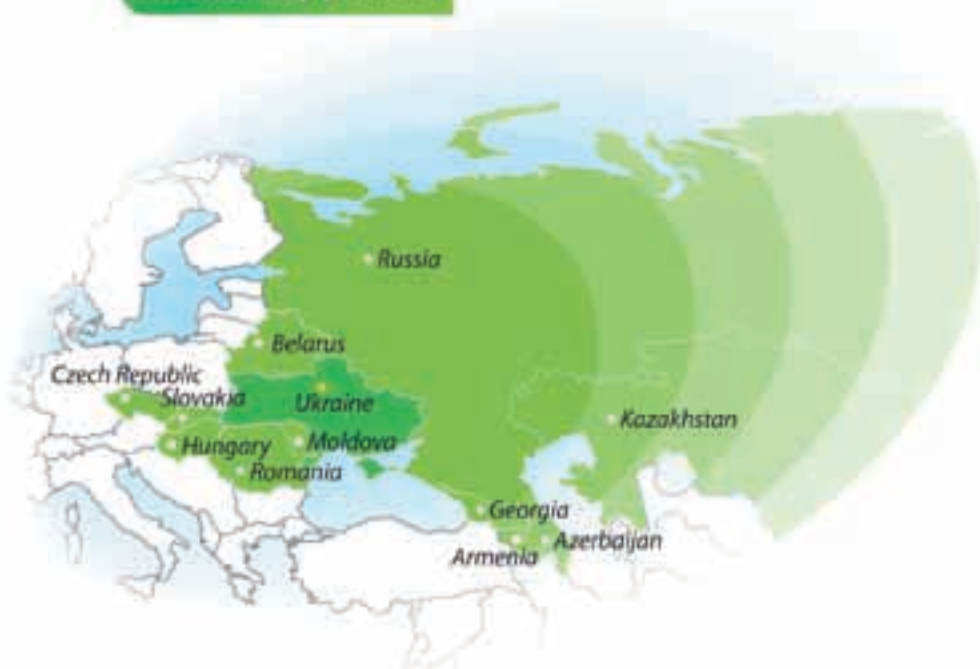 Russia
Belarus
Czech Republic
Slovakia
Ukraine
Kazakhstan
Hungary
Moldova
Romania
Georgia
Armenia
Azerbaijan